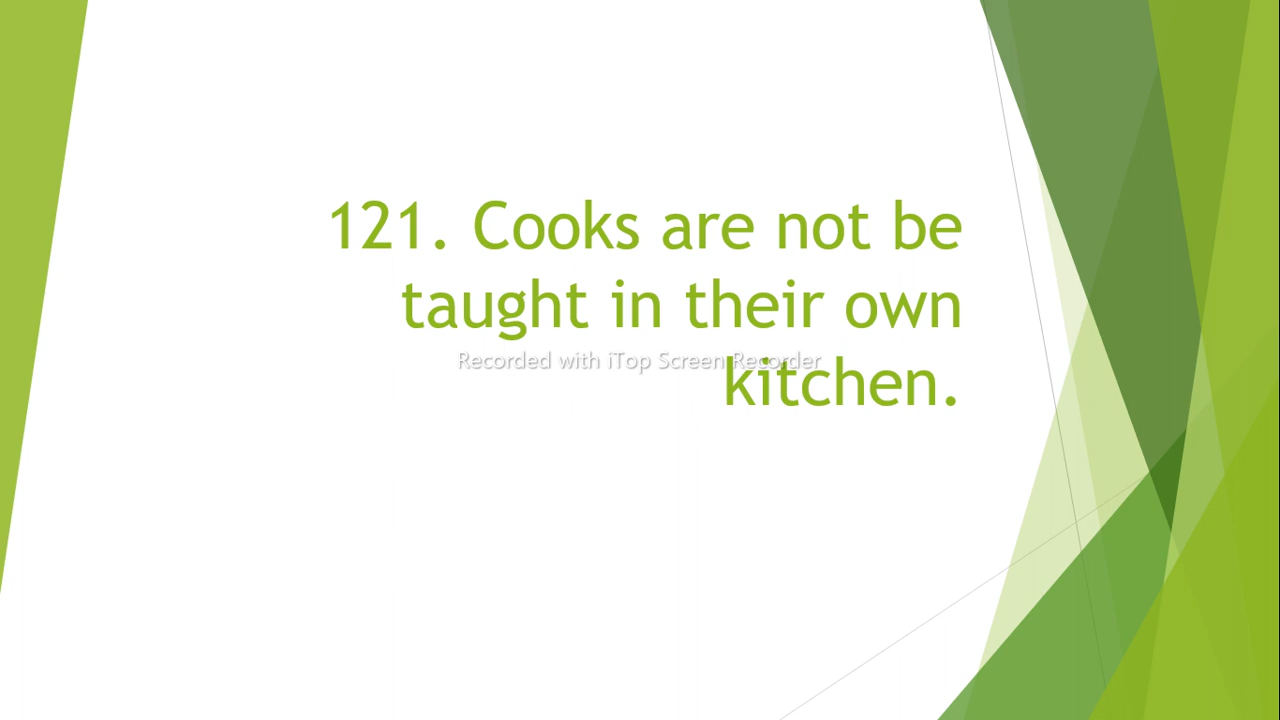 121. Cooks are not be
taught in their own
Recorded with iTop Screen Recorder
kitchen.